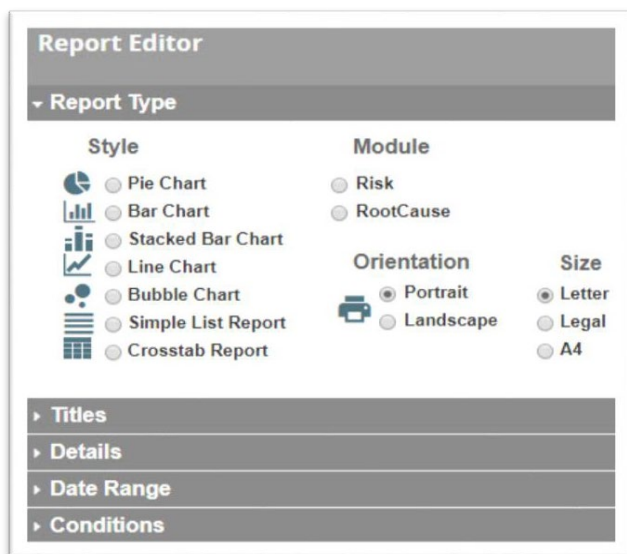 Report Editor
Report Type
Style
Pie Chart
Bar Chart
Stacked Bar Chart
Line Chart
Bubble Chart
Simple List Report
Crosstab Report
Module
Risk
RootCause
Orientation
Portrait
Landscape
Size
Letter
Legal
A4
Titles
Details
Date Range
Conditions